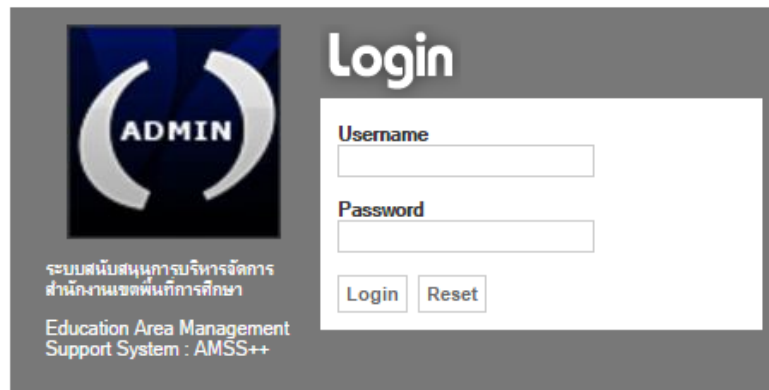 ADMIN
ระบบสนับสนุนการบริหารจัดการ
สำนักงานเขตพื้นที่การศึกษา
Education Area Management
Support System : AMSS++
Login
Username
Password
Login Reset